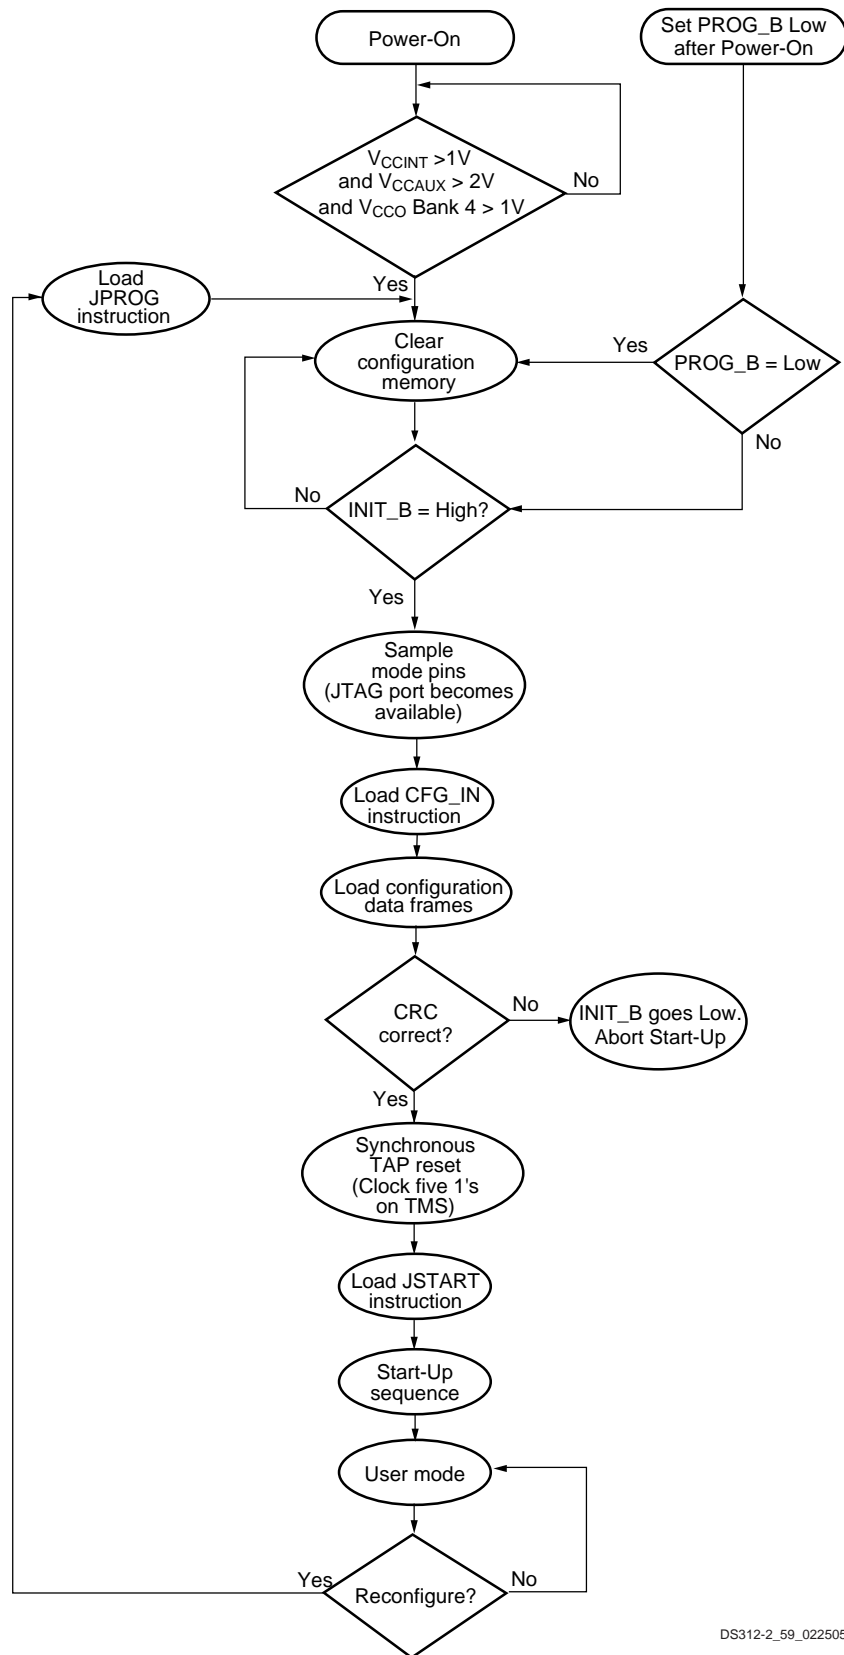 Power-On
Set PROG_B Low
after Power-On
VCCINT >1V
and VCCAUX > 2V
and VCCO Bank 4 > 1V
No
Yes
Load
JPROG
instruction
Clear
configuration
memory
Yes
PROG_B = Low
No
No
INIT_B = High?
Yes
Sample
mode pins
(JTAG port becomes
available)
Load CFG_IN
instruction
Load configuration
data frames
CRC
correct?
No
INIT_B goes Low.
Abort Start-Up
Yes
Synchronous
TAP reset
(Clock five 1's
on TMS)
Load JSTART
instruction
Start-Up
sequence
User mode
Yes
Reconfigure?
No
DS312-2_59_022505